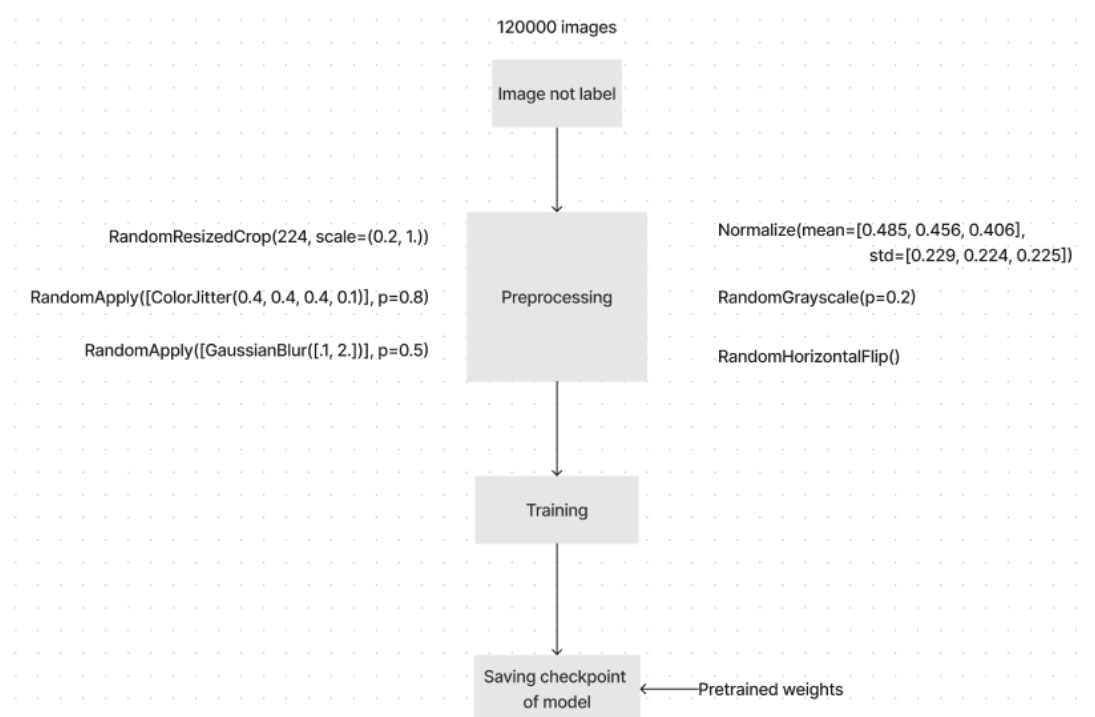 120000 images
Image not label
RandomResizedCrop(224, scale=(0.2, 1.))
RandomApply([ColorJitter(0.4, 0.4, 0.4, 0.1)], p=0.8)
RandomApply([GaussianBlur([.1, 2.])], p=0.5)
Preprocessing
Normalize(mean=[0.485, 0.456, 0.406],
std=[0.229, 0.224, 0.225])
RandomGrayscale(p=0.2)
RandomHorizontalFlip()
Training
Saving checkpoint
of model
Pretrained weights